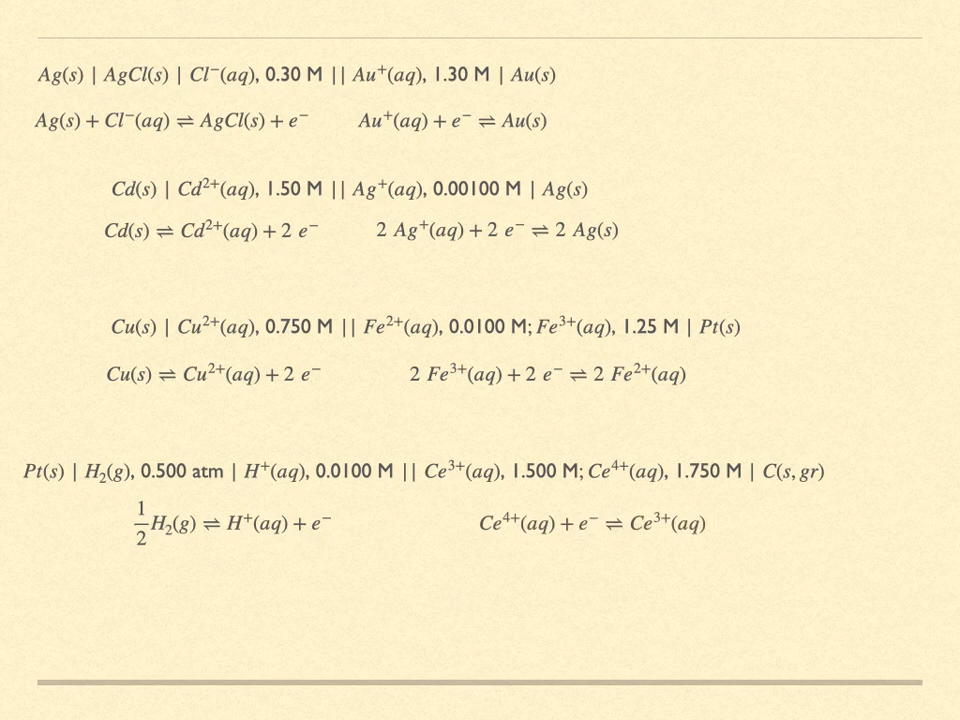 Ag(s) | AgCl(s) | Cl⁻(aq), 0.30 M || Au⁺(aq), 1.30 M | Au(s)
Ag(s) + Cl⁻(aq) ⇌ AgCl(s) + e⁻ Au⁺(aq) + e⁻ ⇌ Au(s)
Cd(s) | Cd²⁺(aq), 1.50 M || Ag⁺(aq), 0.00100 M | Ag(s)
Cd(s) ⇌ Cd²⁺(aq) + 2 e⁻ 2 Ag⁺(aq) + 2 e⁻ ⇌ 2 Ag(s)
Cu(s) | Cu²⁺(aq), 0.750 M || Fe²⁺(aq), 0.0100 M; Fe³⁺(aq), 1.25 M | Pt(s)
Cu(s) ⇌ Cu²⁺(aq) + 2 e⁻ 2 Fe³⁺(aq) + 2 e⁻ ⇌ 2 Fe²⁺(aq)
Pt(s) | H₂(g), 0.500 atm | H⁺(aq), 0.0100 M || Ce³⁺(aq), 1.500 M; Ce⁴⁺(aq), 1.750 M | C(s, gr)
1/2 H₂(g) ⇌ H⁺(aq) + e⁻ Ce⁴⁺(aq) + e⁻ ⇌ Ce³⁺(aq)